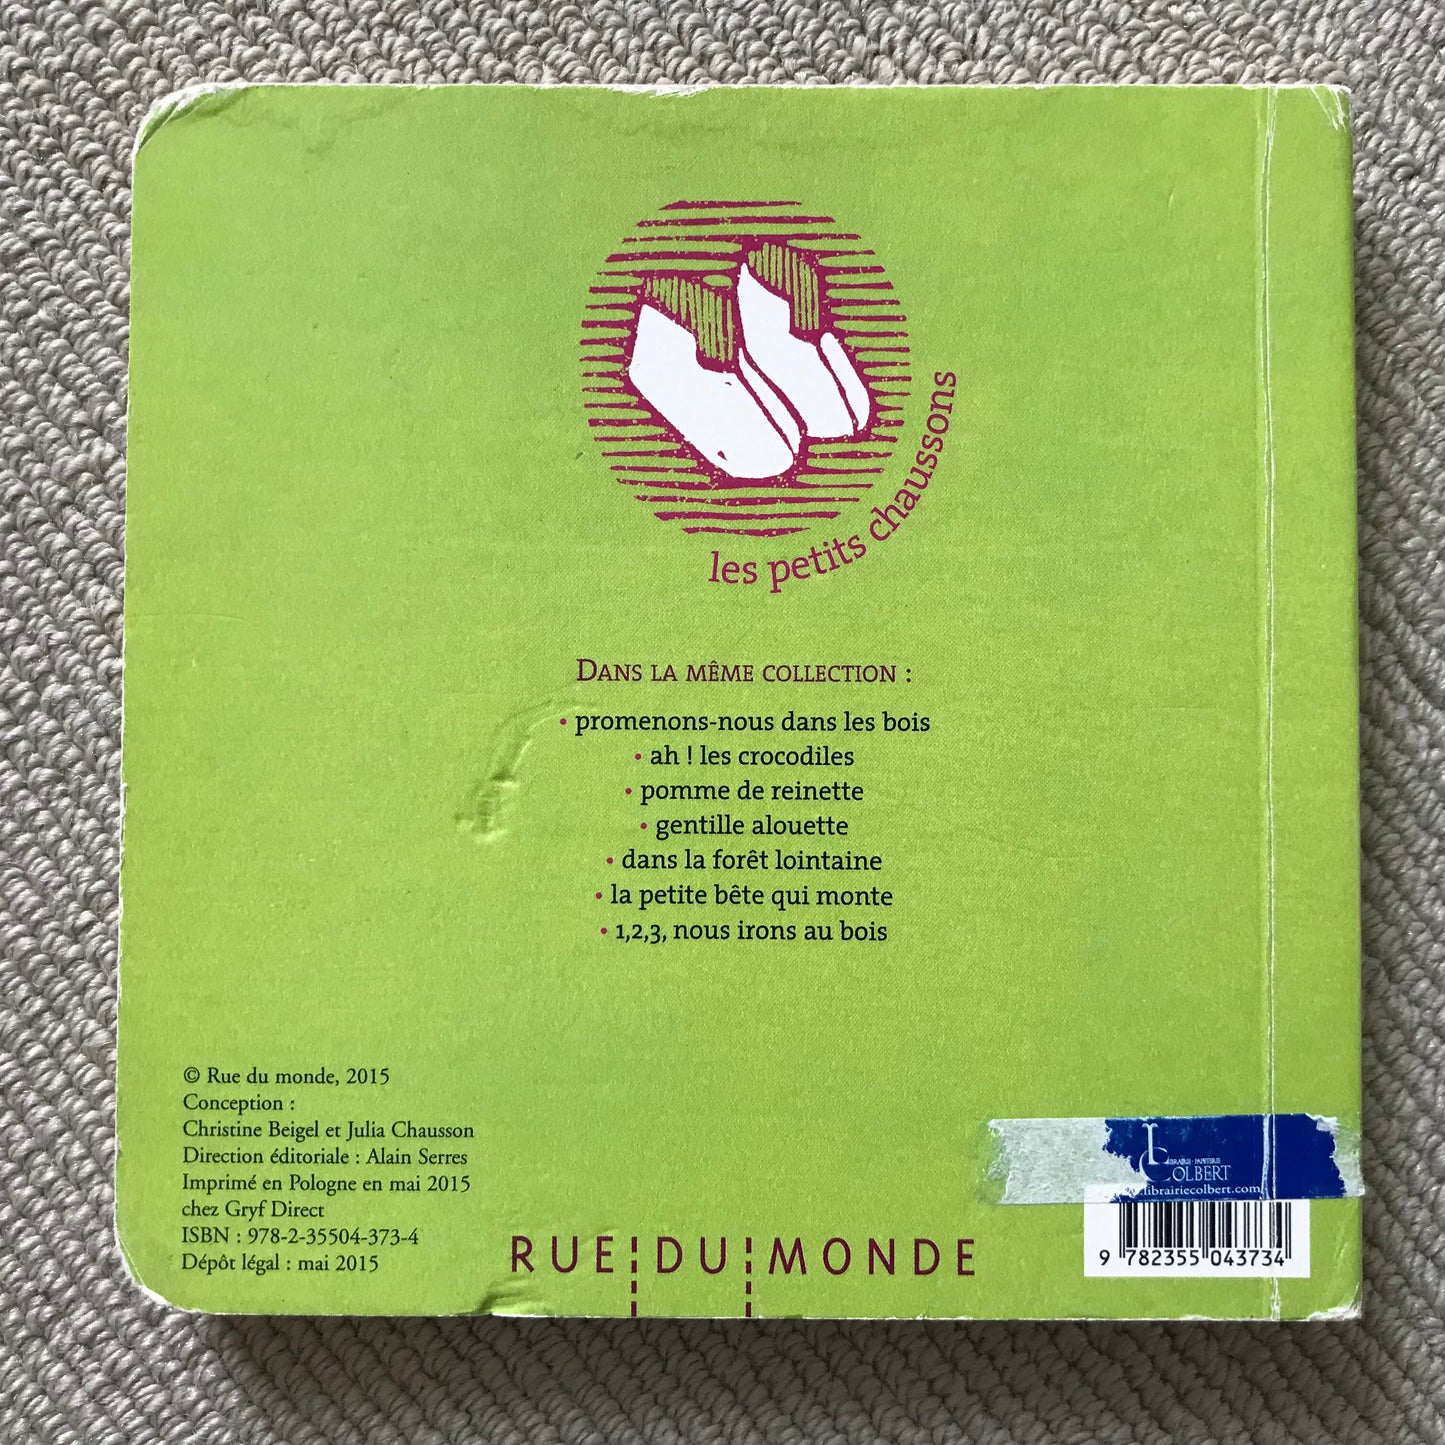 les petits chaussons
DANS LA MÊME COLLECTION :
• promenons-nous dans les bois
• ah ! les crocodiles
• pomme de reinette
• gentille alouette
• dans la forêt lointaine
• la petite bête qui monte
• 1,2,3, nous irons au bois
© Rue du monde, 2015
Conception :
Christine Beigel et Julia Chausson
Direction éditoriale : Alain Serres
Imprimé en Pologne en mai 2015
chez Gryf Direct
ISBN : 978-2-35504-373-4
Dépôt légal : mai 2015
RUE DU MONDE
LIBRAIRIE - PAPETERIE
COLBERT
librairiecolbert.com
9 782355 043734